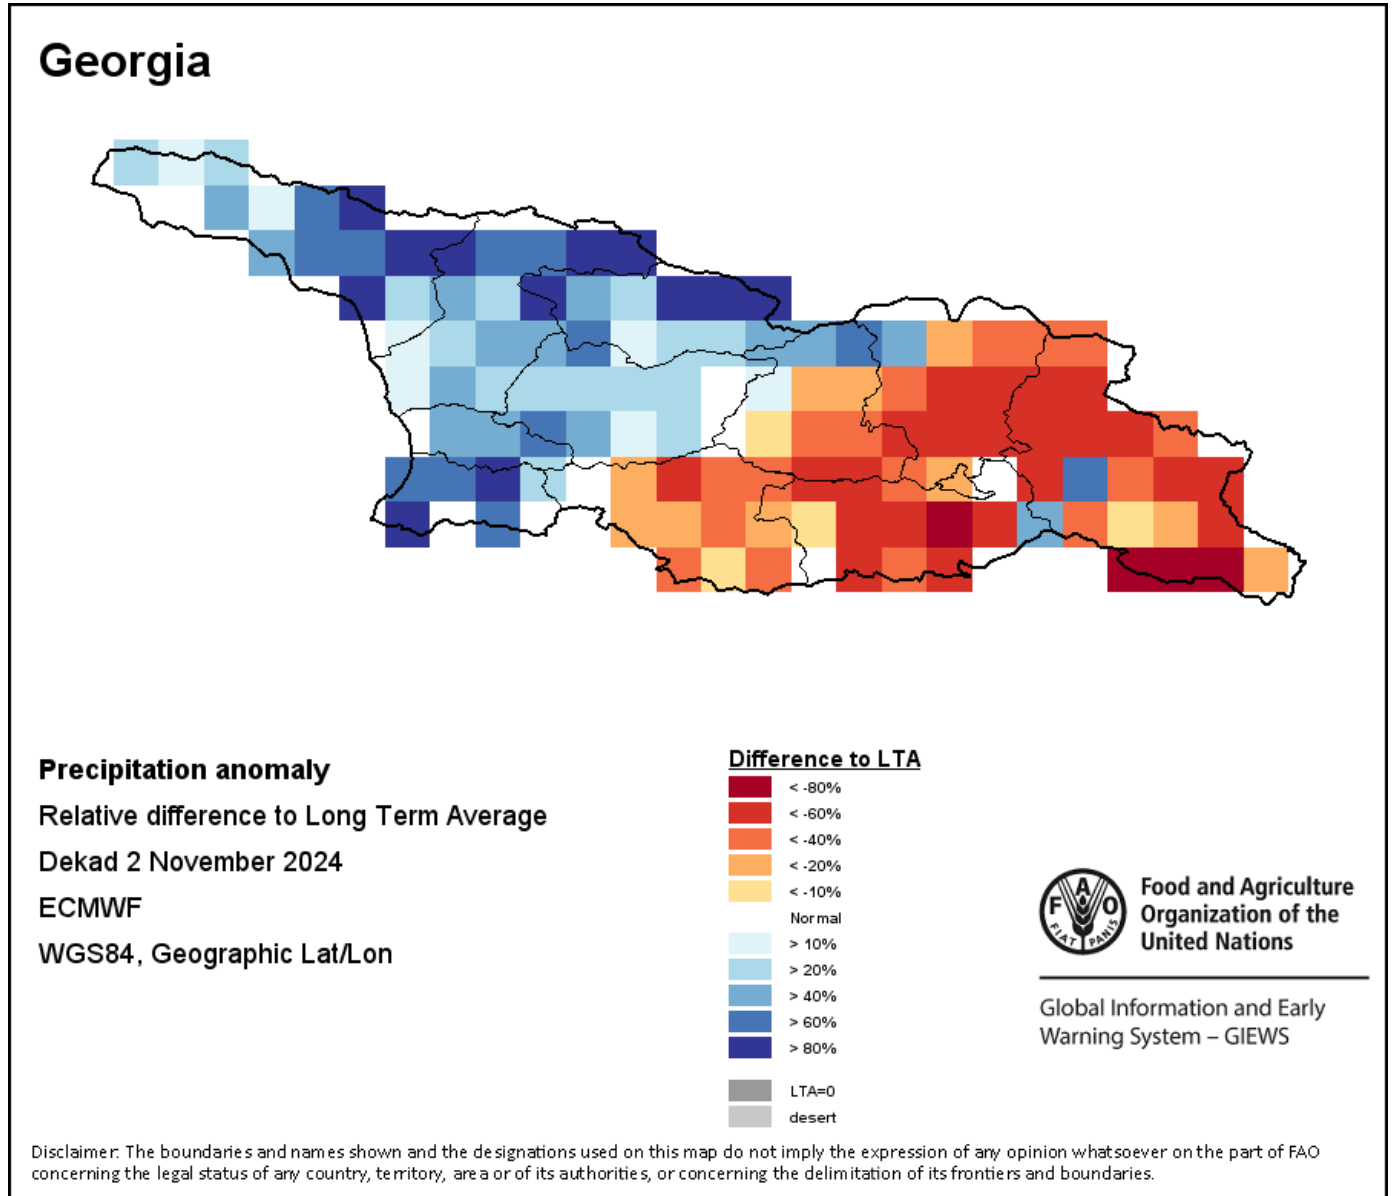 Georgia
Precipitation anomaly
Relative difference to Long Term Average
Dekad 2 November 2024
ECMWF
WGS84, Geographic Lat/Lon
Difference to LTA
< -80%
< -60%
< -40%
< -20%
< -10%
Normal
> 10%
> 20%
> 40%
> 60%
> 80%
LTA=0
desert
F A O
FIAT PANIS
Food and Agriculture
Organization of the
United Nations
Global Information and Early
Warning System – GIEWS
Disclaimer: The boundaries and names shown and the designations used on this map do not imply the expression of any opinion whatsoever on the part of FAO
concerning the legal status of any country, territory, area or of its authorities, or concerning the delimitation of its frontiers and boundaries.